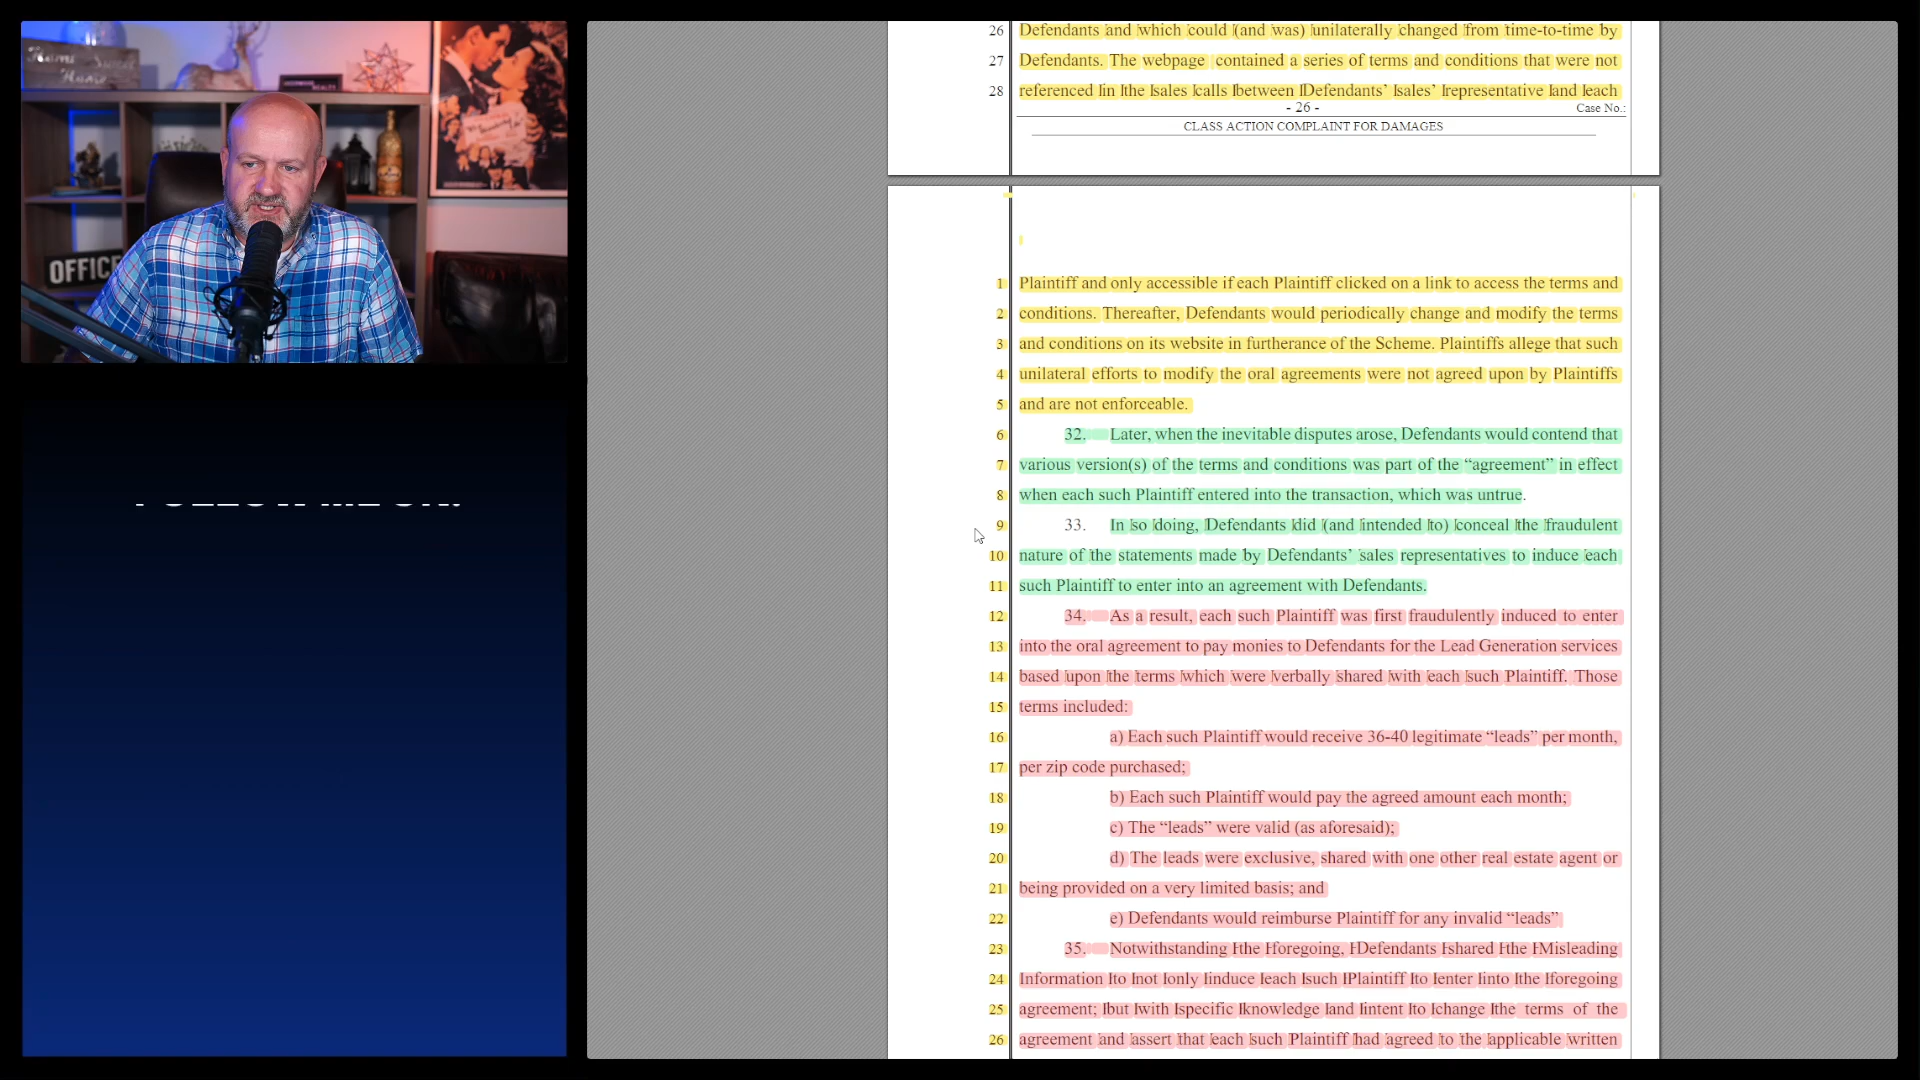 Home Sweet
Home
OFFICE
26 Defendants and which could (and was) unilaterally changed from time-to-time by
27 Defendants. The webpage contained a series of terms and conditions that were not
28 referenced in the sales calls between Defendants’ sales’ representative and each
- 26 - Case No.:
CLASS ACTION COMPLAINT FOR DAMAGES
1 Plaintiff and only accessible if each Plaintiff clicked on a link to access the terms and
2 conditions. Thereafter, Defendants would periodically change and modify the terms
3 and conditions on its website in furtherance of the Scheme. Plaintiffs allege that such
4 unilateral efforts to modify the oral agreements were not agreed upon by Plaintiffs
5 and are not enforceable.
6 32. Later, when the inevitable disputes arose, Defendants would contend that
7 various version(s) of the terms and conditions was part of the “agreement” in effect
8 when each such Plaintiff entered into the transaction, which was untrue.
9 33. In so doing, Defendants did (and intended to) conceal the fraudulent
10 nature of the statements made by Defendants’ sales representatives to induce each
11 such Plaintiff to enter into an agreement with Defendants.
12 34. As a result, each such Plaintiff was first fraudulently induced to enter
13 into the oral agreement to pay monies to Defendants for the Lead Generation services
14 based upon the terms which were verbally shared with each such Plaintiff. Those
15 terms included:
16 a) Each such Plaintiff would receive 36-40 legitimate “leads” per month,
17 per zip code purchased;
18 b) Each such Plaintiff would pay the agreed amount each month;
19 c) The “leads” were valid (as aforesaid);
20 d) The leads were exclusive, shared with one other real estate agent or
21 being provided on a very limited basis; and
22 e) Defendants would reimburse Plaintiff for any invalid “leads”
23 35. Notwithstanding the foregoing, Defendants shared the Misleading
24 Information to not only induce each such Plaintiff to enter into the foregoing
25 agreement; but with specific knowledge and intent to change the terms of the
26 agreement and assert that each such Plaintiff had agreed to the applicable written